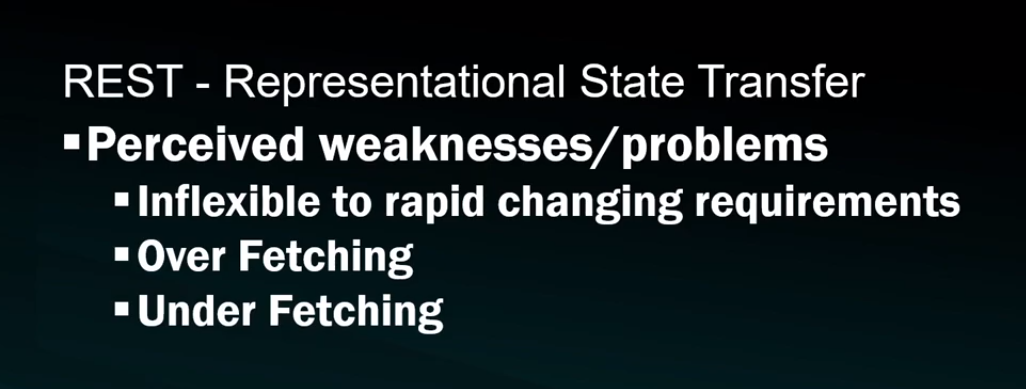 REST - Representational State Transfer
▪Perceived weaknesses/problems
▪Inflexible to rapid changing requirements
▪Over Fetching
▪Under Fetching